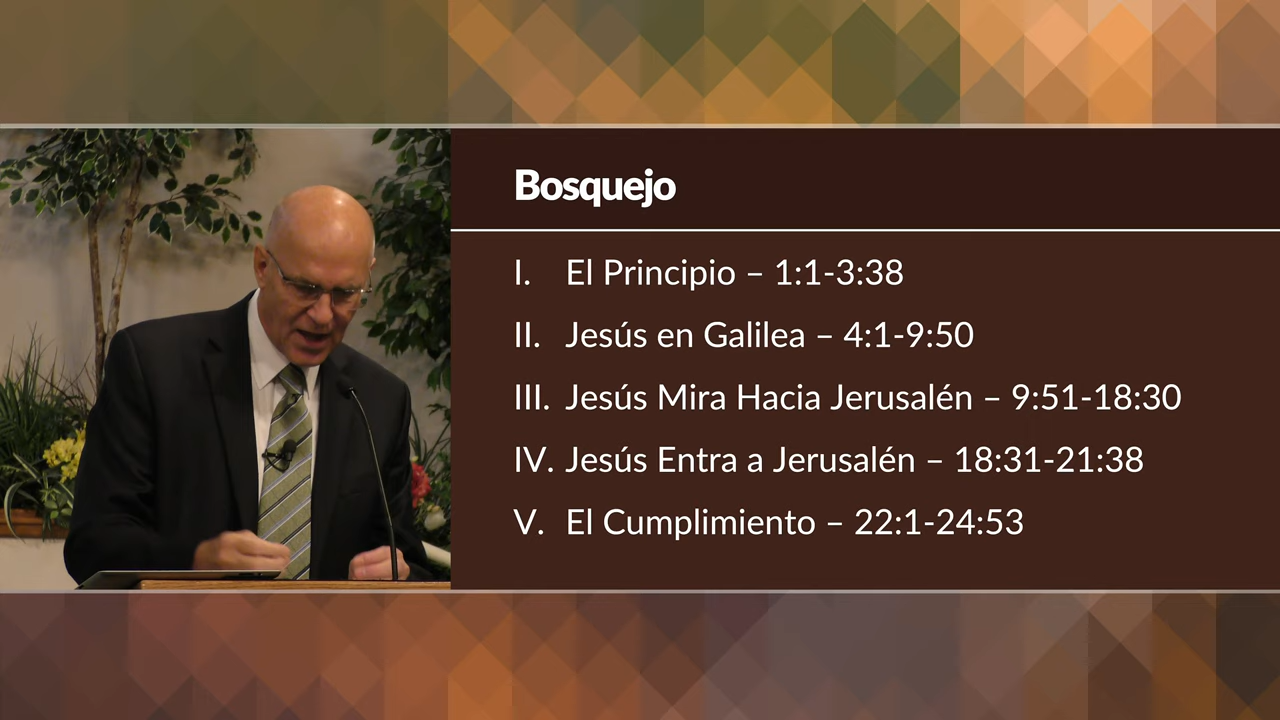 Bosquejo
I. El Principio – 1:1-3:38
II. Jesús en Galilea – 4:1-9:50
III. Jesús Mira Hacia Jerusalén – 9:51-18:30
IV. Jesús Entra a Jerusalén – 18:31-21:38
V. El Cumplimiento – 22:1-24:53